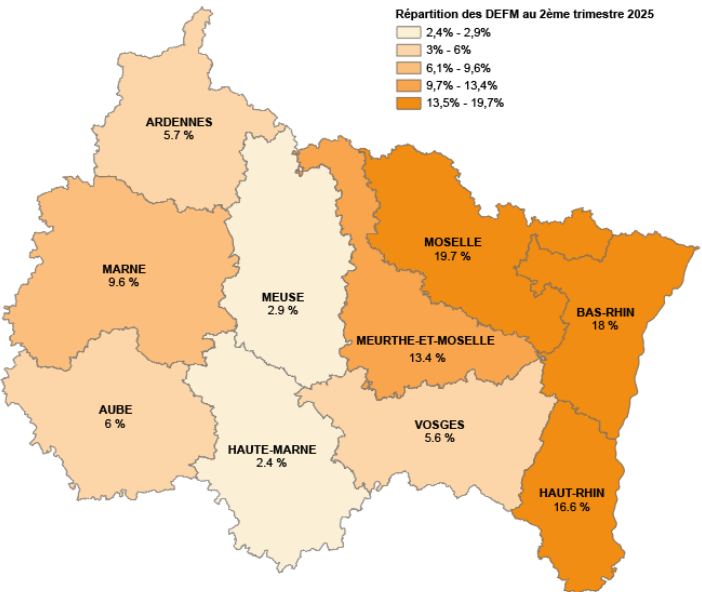 Répartition des DEFM au 2ème trimestre 2025
2,4% - 2,9%
3% - 6%
6,1% - 9,6%
9,7% - 13,4%
13,5% - 19,7%
ARDENNES
5.7 %
MOSELLE
19.7 %
MARNE
9.6 %
MEUSE
2.9 %
BAS-RHIN
18 %
MEURTHE-ET-MOSELLE
13.4 %
AUBE
6 %
VOSGES
5.6 %
HAUTE-MARNE
2.4 %
HAUT-RHIN
16.6 %